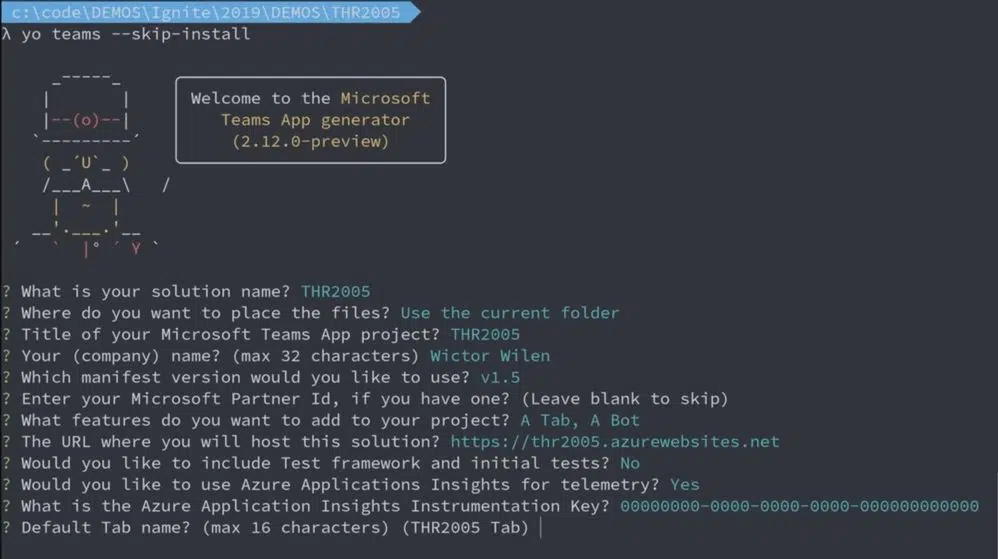 c:\code\DEMOS\Ignite\2019\DEMOS\THR2005
λ yo teams --skip-install
     _-----_
    |       |
    |--(o)--|
   `---------´
    ( _´U`_ )
    /___A___\   /
     |  ~  |
   __'.___.'__
 ´   `  |° ´ Y `
Welcome to the Microsoft
Teams App generator
(2.12.0-preview)
? What is your solution name? THR2005
? Where do you want to place the files? Use the current folder
? Title of your Microsoft Teams App project? THR2005
? Your (company) name? (max 32 characters) Wictor Wilen
? Which manifest version would you like to use? v1.5
? Enter your Microsoft Partner Id, if you have one? (Leave blank to skip)
? What features do you want to add to your project? A Tab, A Bot
? The URL where you will host this solution? https://thr2005.azurewebsites.net
? Would you like to include Test framework and initial tests? No
? Would you like to use Azure Applications Insights for telemetry? Yes
? What is the Azure Application Insights Instrumentation Key? 00000000-0000-0000-0000-000000000000
? Default Tab name? (max 16 characters) (THR2005 Tab)